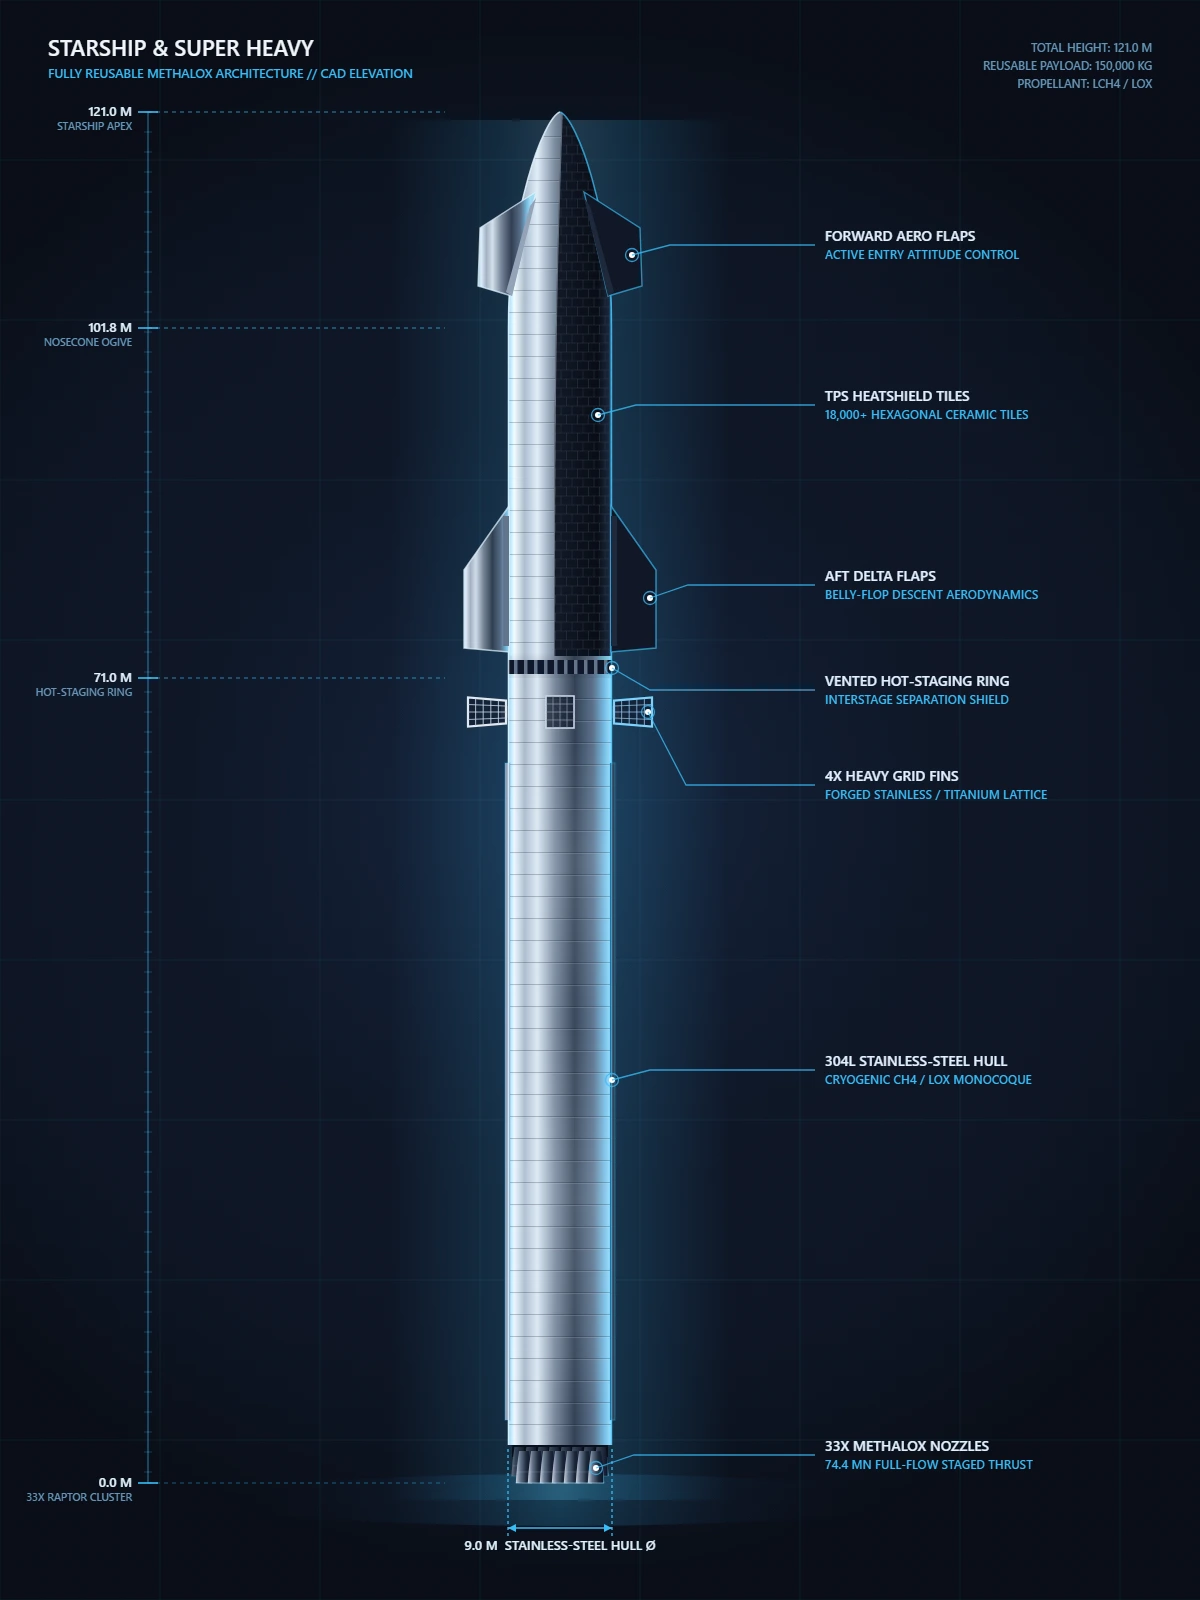 STARSHIP & SUPER HEAVY
FULLY REUSABLE METHALOX ARCHITECTURE // CAD ELEVATION
TOTAL HEIGHT: 121.0 M
REUSABLE PAYLOAD: 150,000 KG
PROPELLANT: LCH4 / LOX
121.0 M
STARSHIP APEX
FORWARD AERO FLAPS
ACTIVE ENTRY ATTITUDE CONTROL
101.8 M
NOSECONE OGIVE
TPS HEATSHIELD TILES
18,000+ HEXAGONAL CERAMIC TILES
AFT DELTA FLAPS
BELLY-FLOP DESCENT AERODYNAMICS
71.0 M
HOT-STAGING RING
VENTED HOT-STAGING RING
INTERSTAGE SEPARATION SHIELD
4X HEAVY GRID FINS
FORGED STAINLESS / TITANIUM LATTICE
304L STAINLESS-STEEL HULL
CRYOGENIC CH4 / LOX MONOCOQUE
33X METHALOX NOZZLES
74.4 MN FULL-FLOW STAGED THRUST
0.0 M
33X RAPTOR CLUSTER
9.0 M STAINLESS-STEEL HULL Ø